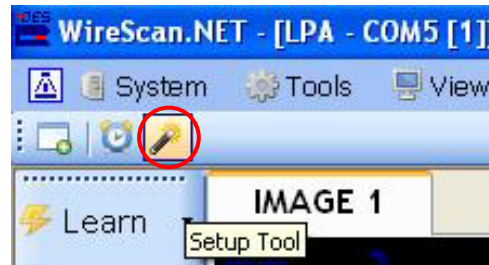 WireScan.NET - [LPA - COM5 [1]]
System Tools View
Learn IMAGE 1
Setup Tool